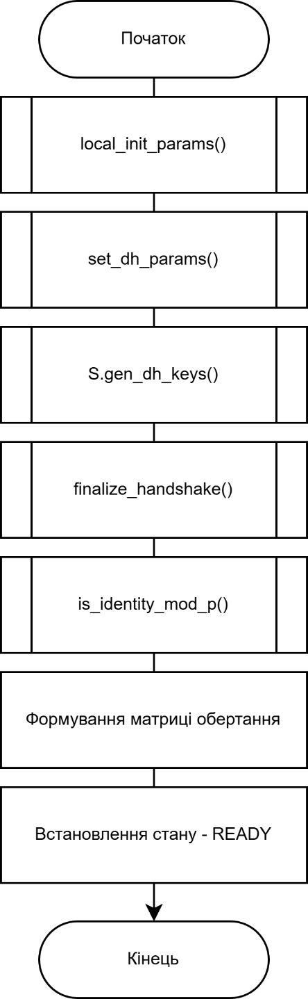 Початок
local_init_params()
set_dh_params()
S.gen_dh_keys()
finalize_handshake()
is_identity_mod_p()
Формування матриці обертання
Встановлення стану - READY
Кінець